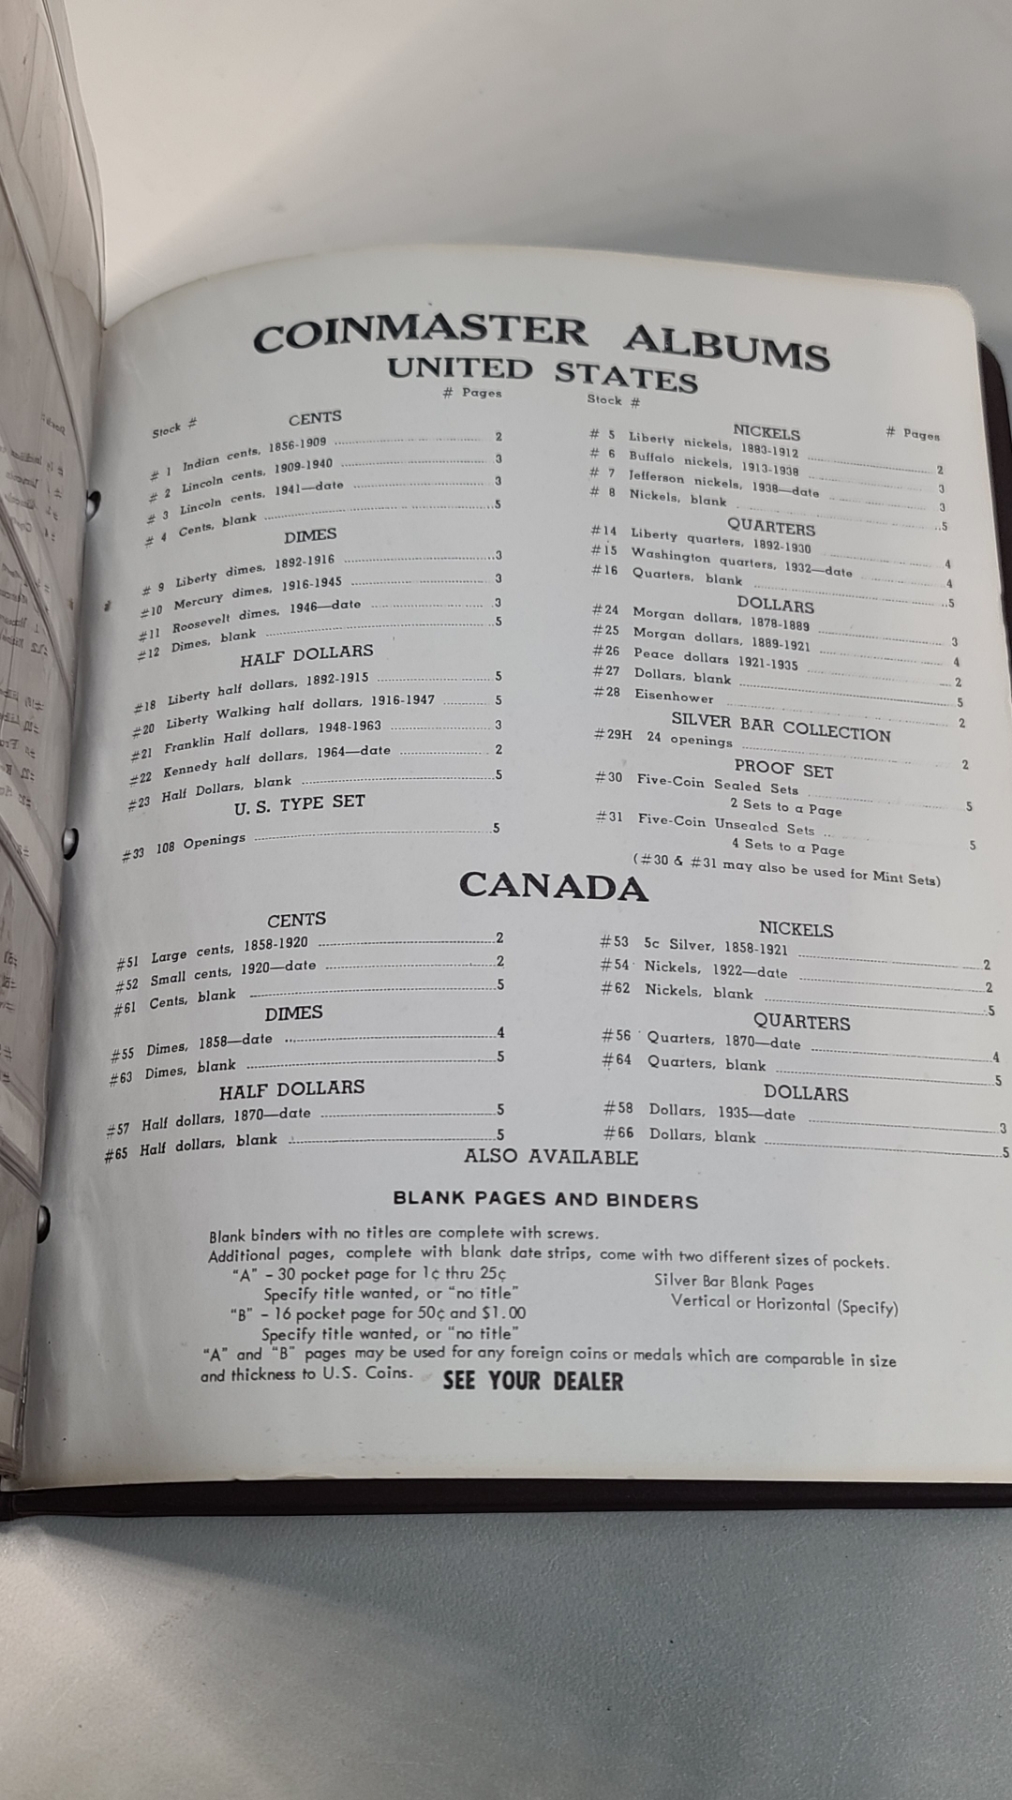 COINMASTER ALBUMS
UNITED STATES
Stock # # Pages
CENTS
# 1 Indian cents, 1856-1909 2
# 2 Lincoln cents, 1909-1940 3
# 3 Lincoln cents, 1941—date 3
# 4 Cents, blank 5
DIMES
# 9 Liberty dimes, 1892-1916 3
#10 Mercury dimes, 1916-1945 3
#11 Roosevelt dimes, 1946—date 3
#12 Dimes, blank 5
HALF DOLLARS
#18 Liberty half dollars, 1892-1915 5
#20 Liberty Walking half dollars, 1916-1947 5
#21 Franklin Half dollars, 1948-1963 3
#22 Kennedy half dollars, 1964—date 2
#23 Half Dollars, blank 5
U. S. TYPE SET
#33 108 Openings 5
Stock # # Pages
NICKELS
# 5 Liberty nickels, 1883-1912 2
# 6 Buffalo nickels, 1913-1938 3
# 7 Jefferson nickels, 1938—date 3
# 8 Nickels, blank 5
QUARTERS
#14 Liberty quarters, 1892-1930 4
#15 Washington quarters, 1932—date 4
#16 Quarters, blank 5
DOLLARS
#24 Morgan dollars, 1878-1889 3
#25 Morgan dollars, 1889-1921 4
#26 Peace dollars 1921-1935 2
#27 Dollars, blank 5
#28 Eisenhower 2
SILVER BAR COLLECTION
#29H 24 openings 2
PROOF SET
#30 Five-Coin Sealed Sets 5
2 Sets to a Page
#31 Five-Coin Unsealed Sets 5
4 Sets to a Page
(#30 & #31 may also be used for Mint Sets)
CANADA
CENTS
#51 Large cents, 1858-1920 2
#52 Small cents, 1920—date 2
#61 Cents, blank 5
DIMES
#55 Dimes, 1858—date 4
#63 Dimes, blank 5
HALF DOLLARS
#57 Half dollars, 1870—date 5
#65 Half dollars, blank 5
NICKELS
#53 5c Silver, 1858-1921 2
#54 Nickels, 1922—date 2
#62 Nickels, blank 5
QUARTERS
#56 Quarters, 1870—date 4
#64 Quarters, blank 5
DOLLARS
#58 Dollars, 1935—date 3
#66 Dollars, blank 5
ALSO AVAILABLE
BLANK PAGES AND BINDERS
Blank binders with no titles are complete with screws.
Additional pages, complete with blank date strips, come with two different sizes of pockets.
"A" - 30 pocket page for 1¢ thru 25¢
Specify title wanted, or "no title"
"B" - 16 pocket page for 50¢ and $1.00
Specify title wanted, or "no title"
Silver Bar Blank Pages
Vertical or Horizontal (Specify)
"A" and "B" pages may be used for any foreign coins or medals which are comparable in size
and thickness to U.S. Coins.
SEE YOUR DEALER